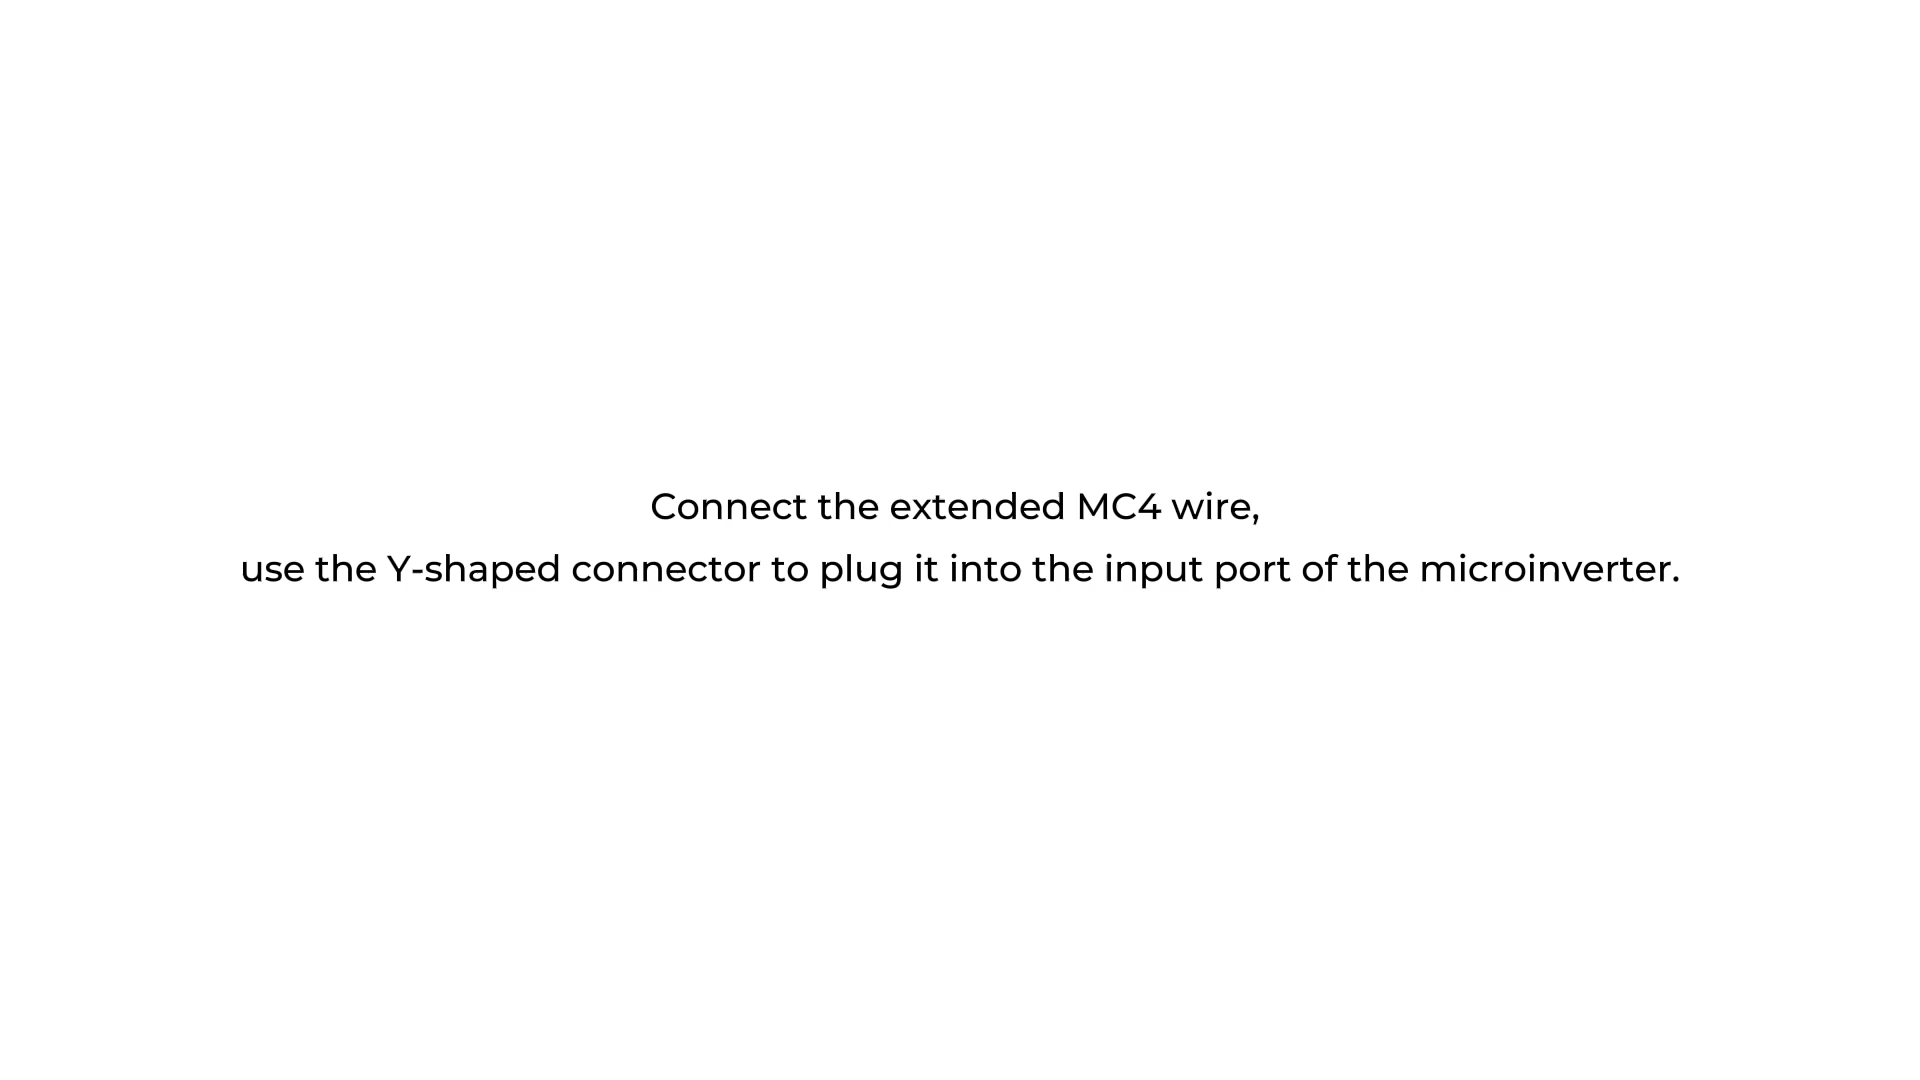 Connect the extended MC4 wire,
use the Y-shaped connector to plug it into the input port of the microinverter.